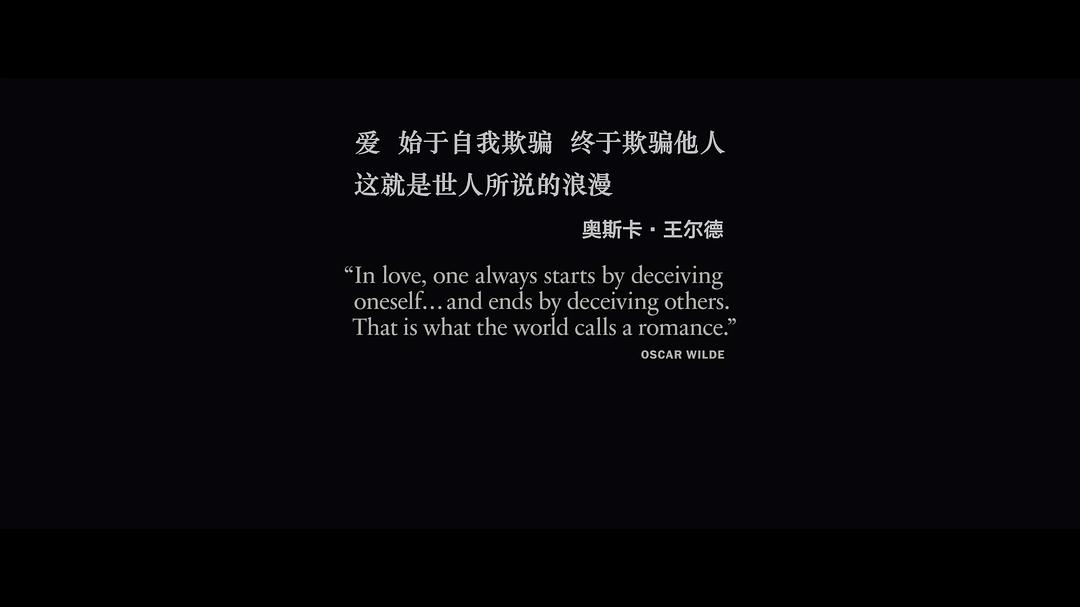 爱 始于自我欺骗 终于欺骗他人
这就是世人所说的浪漫
奥斯卡·王尔德
“In love, one always starts by deceiving
oneself…and ends by deceiving others.
That is what the world calls a romance.”
OSCAR WILDE